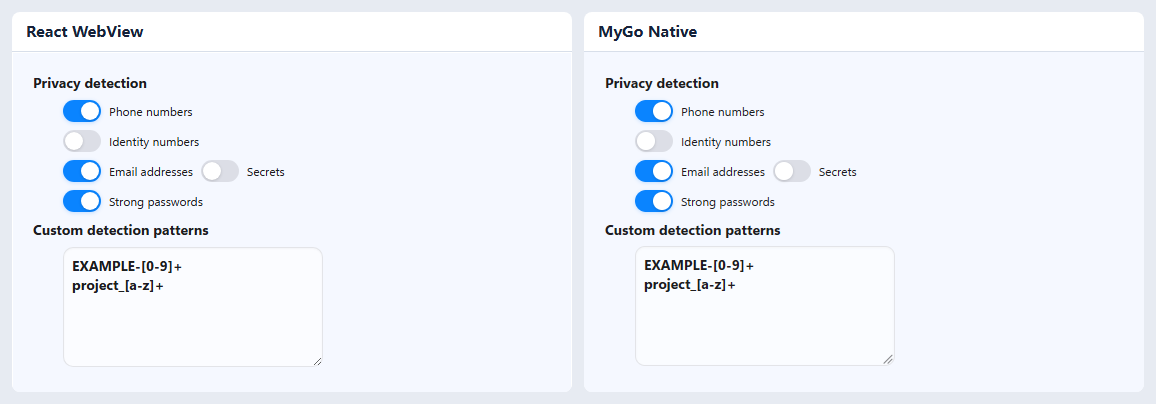 React WebView
Privacy detection
Phone numbers
Identity numbers
Email addresses Secrets
Strong passwords
Custom detection patterns
EXAMPLE-[0-9]+
project_[a-z]+
MyGo Native
Privacy detection
Phone numbers
Identity numbers
Email addresses Secrets
Strong passwords
Custom detection patterns
EXAMPLE-[0-9]+
project_[a-z]+